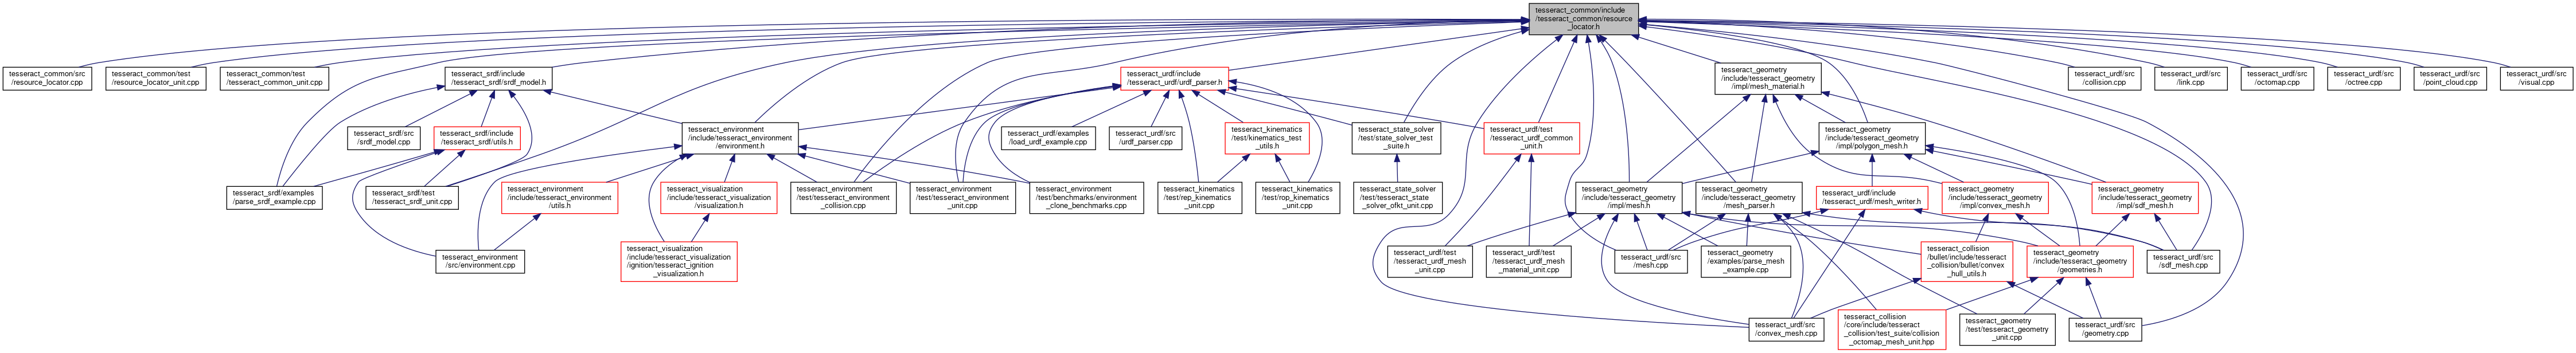 tesseract_common/include
/tesseract_common/resource
_locator.h
tesseract_common/src
/resource_locator.cpp
tesseract_common/test
/resource_locator_unit.cpp
tesseract_common/test
/tesseract_common_unit.cpp
tesseract_srdf/include
/tesseract_srdf/srdf_model.h
tesseract_urdf/include
/tesseract_urdf/urdf_parser.h
tesseract_geometry
/include/tesseract_geometry
/impl/mesh_material.h
tesseract_urdf/src
/collision.cpp
tesseract_urdf/src
/link.cpp
tesseract_urdf/src
/octomap.cpp
tesseract_urdf/src
/octree.cpp
tesseract_urdf/src
/point_cloud.cpp
tesseract_urdf/src
/visual.cpp
tesseract_srdf/src
/srdf_model.cpp
tesseract_srdf/include
/tesseract_srdf/utils.h
tesseract_environment
/include/tesseract_environment
/environment.h
tesseract_urdf/examples
/load_urdf_example.cpp
tesseract_urdf/src
/urdf_parser.cpp
tesseract_kinematics
/test/kinematics_test
_utils.h
tesseract_state_solver
/test/state_solver_test
_suite.h
tesseract_urdf/test
/tesseract_urdf_common
_unit.h
tesseract_geometry
/include/tesseract_geometry
/impl/polygon_mesh.h
tesseract_srdf/examples
/parse_srdf_example.cpp
tesseract_srdf/test
/tesseract_srdf_unit.cpp
tesseract_environment
/include/tesseract_environment
/utils.h
tesseract_visualization
/include/tesseract_visualization
/visualization.h
tesseract_environment
/test/tesseract_environment
_collision.cpp
tesseract_environment
/test/tesseract_environment
_unit.cpp
tesseract_environment
/test/benchmarks/environment
_clone_benchmarks.cpp
tesseract_kinematics
/test/rep_kinematics
_unit.cpp
tesseract_kinematics
/test/rop_kinematics
_unit.cpp
tesseract_state_solver
/test/tesseract_state
_solver_ofkt_unit.cpp
tesseract_geometry
/include/tesseract_geometry
/impl/mesh.h
tesseract_geometry
/include/tesseract_geometry
/mesh_parser.h
tesseract_urdf/include
/tesseract_urdf/mesh_writer.h
tesseract_geometry
/include/tesseract_geometry
/impl/convex_mesh.h
tesseract_geometry
/include/tesseract_geometry
/impl/sdf_mesh.h
tesseract_environment
/src/environment.cpp
tesseract_visualization
/include/tesseract_visualization
/ignition/tesseract_ignition
_visualization.h
tesseract_urdf/test
/tesseract_urdf_mesh
_unit.cpp
tesseract_urdf/test
/tesseract_urdf_mesh
_material_unit.cpp
tesseract_urdf/src
/mesh.cpp
tesseract_geometry
/examples/parse_mesh
_example.cpp
tesseract_collision
/bullet/include/tesseract
_collision/bullet/convex
_hull_utils.h
tesseract_geometry
/include/tesseract_geometry
/geometries.h
tesseract_urdf/src
/sdf_mesh.cpp
tesseract_urdf/src
/convex_mesh.cpp
tesseract_collision
/core/include/tesseract
_collision/test_suite/collision
_octomap_mesh_unit.hpp
tesseract_geometry
/test/tesseract_geometry
_unit.cpp
tesseract_urdf/src
/geometry.cpp